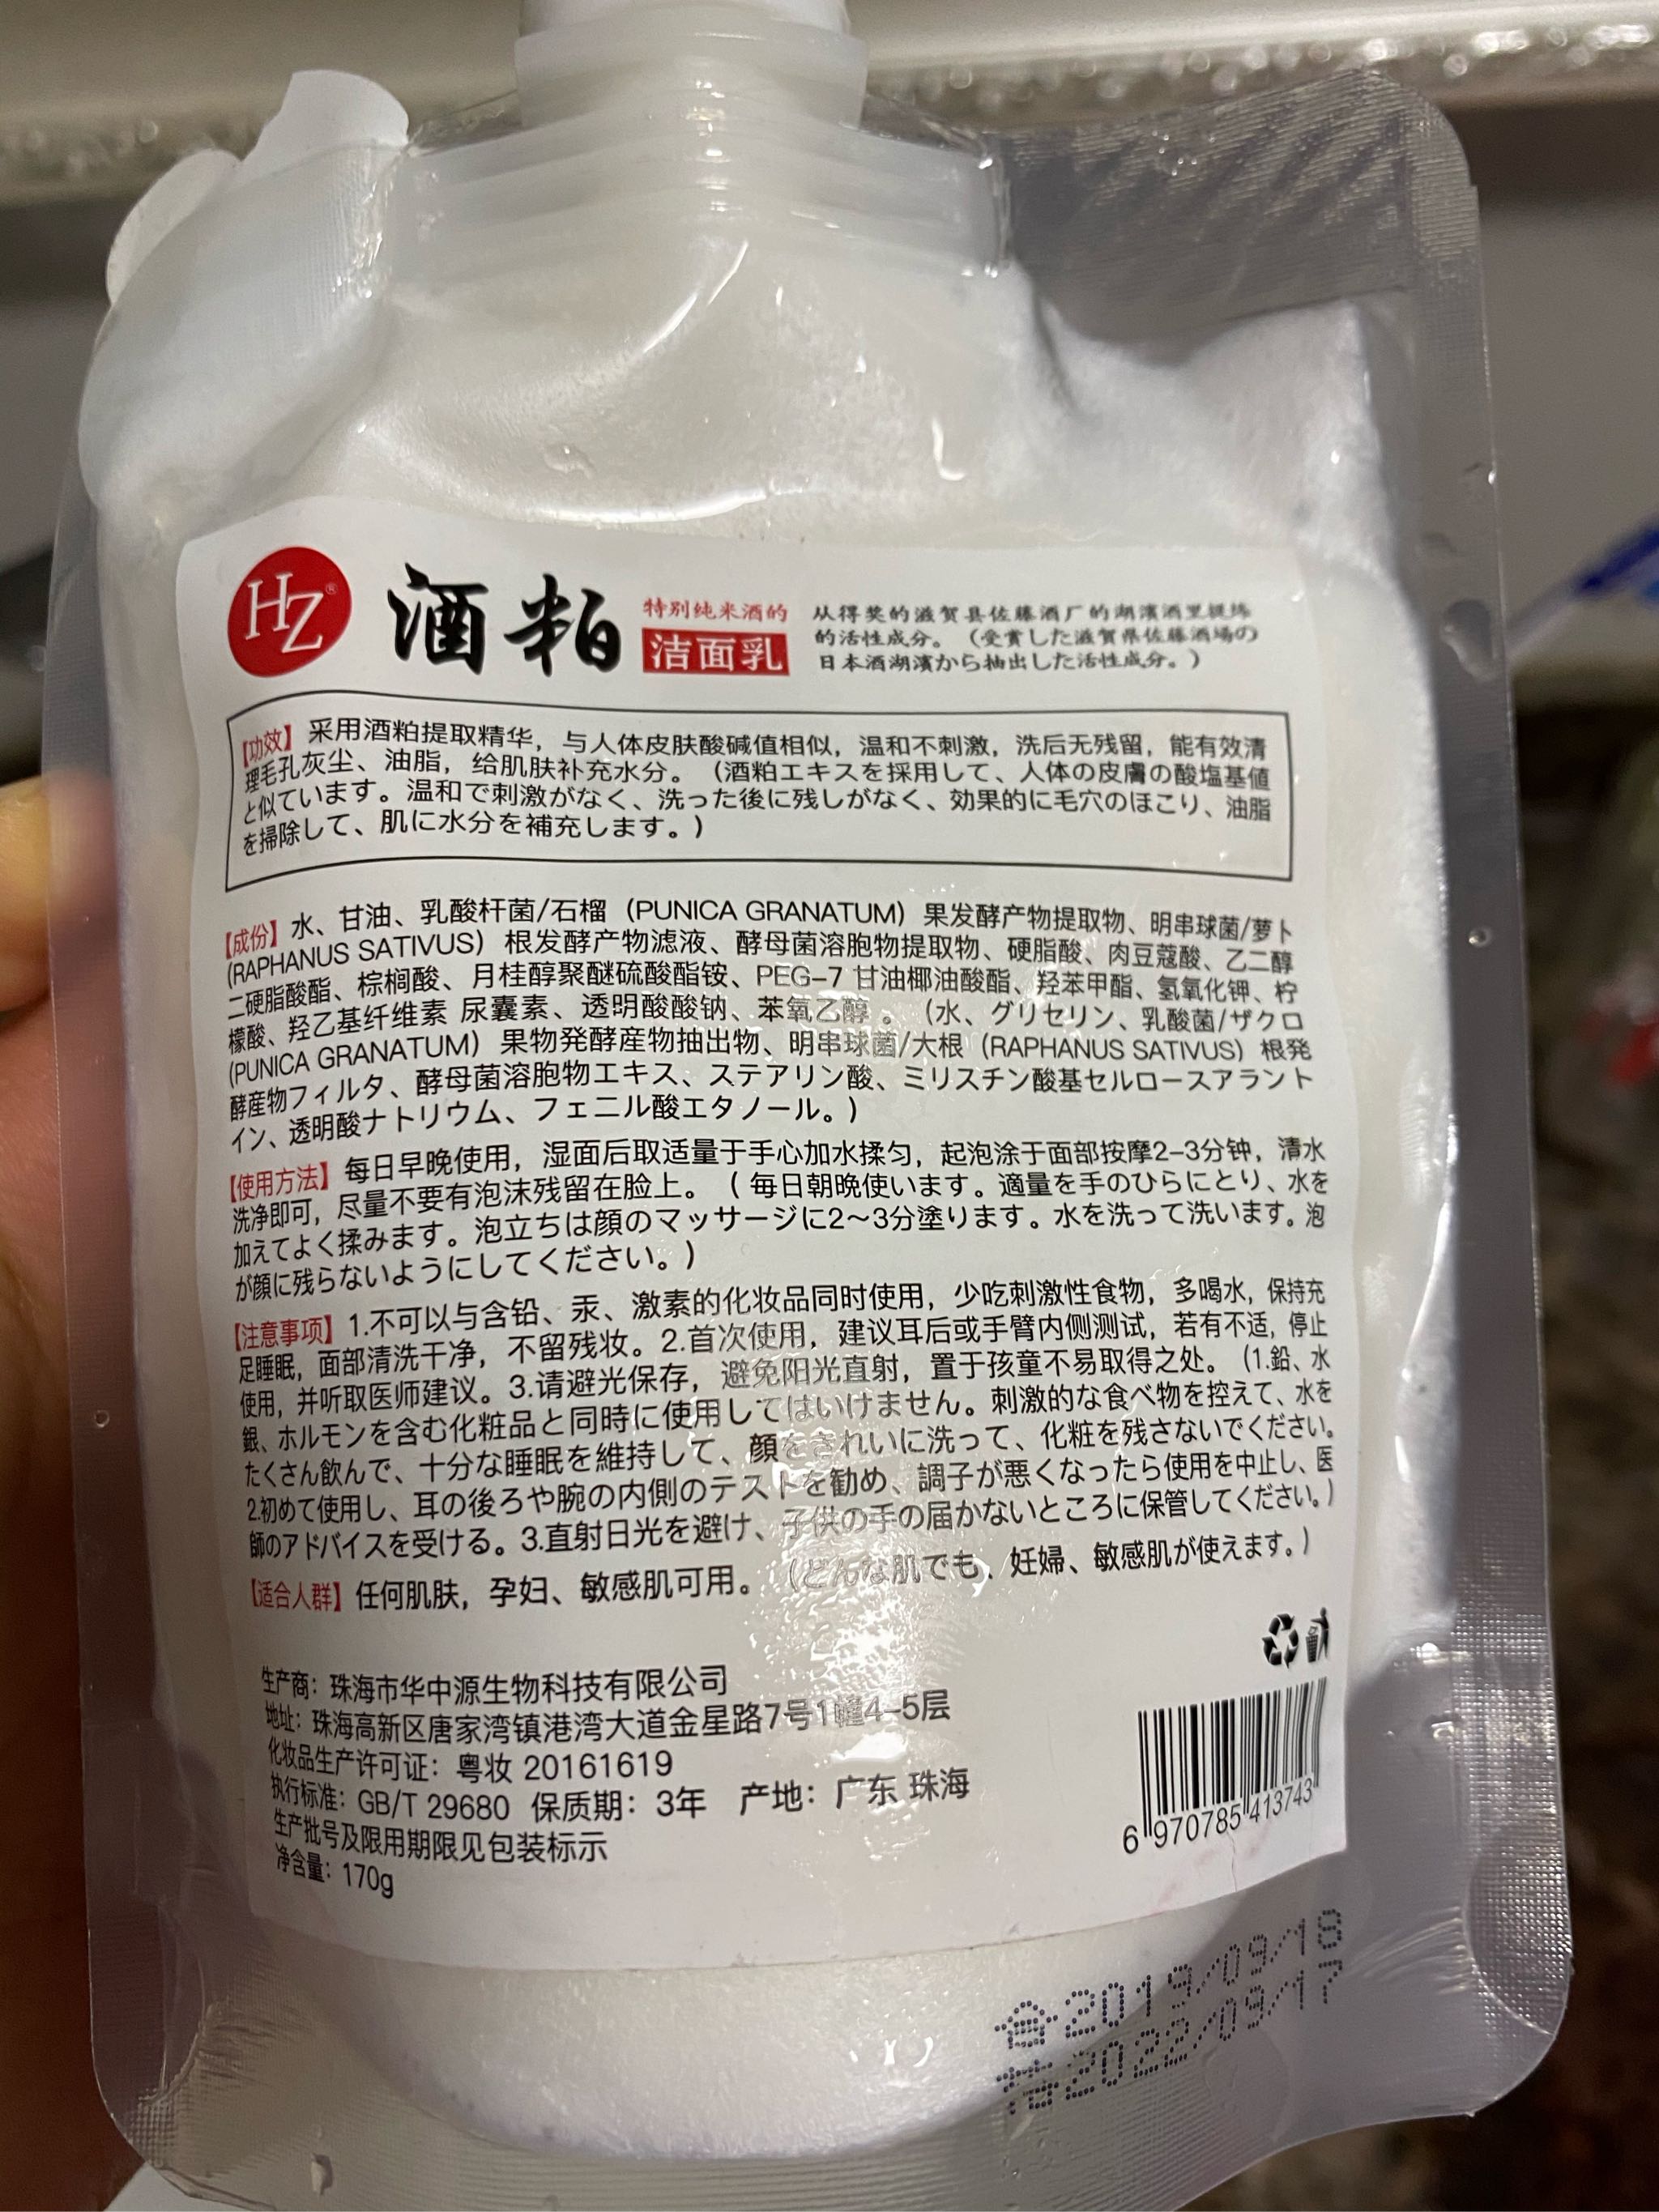 HZ®
酒粕
特别纯米酒的
洁面乳
从得奖的滋贺县佐藤酒厂的湖濱酒里提炼
的活性成分。（受賞した滋賀県佐藤酒場の
日本酒湖濱から抽出した活性成分。）
【功效】采用酒粕提取精华，与人体皮肤酸碱值相似，温和不刺激，洗后无残留，能有效清
理毛孔灰尘、油脂，给肌肤补充水分。（酒粕エキスを採用して、人体の皮膚の酸塩基値
と似ています。温和で刺激がなく、洗った後に残しがなく、効果的に毛穴のほこり、油脂
を掃除して、肌に水分を補充します。）
【成份】水、甘油、乳酸杆菌/石榴（PUNICA GRANATUM）果发酵产物提取物、明串球菌/萝卜
(RAPHANUS SATIVUS）根发酵产物滤液、酵母菌溶胞物提取物、硬脂酸、肉豆蔻酸、乙二醇
二硬脂酸酯、棕榈酸、月桂醇聚醚硫酸酯铵、PEG-7 甘油椰油酸酯、羟苯甲酯、氢氧化钾、柠
檬酸、羟乙基纤维素 尿囊素、透明酸酸钠、苯氧乙醇 。（水、グリセリン、乳酸菌/ザクロ
(PUNICA GRANATUM）果物発酵産物抽出物、明串球菌/大根（RAPHANUS SATIVUS）根発
酵産物フィルタ、酵母菌溶胞物エキス、ステアリン酸、ミリスチン酸基セルロースアラント
イン、透明酸ナトリウム、フェニル酸エタノール。)
【使用方法】每日早晚使用，湿面后取适量于手心加水揉匀，起泡涂于面部按摩2-3分钟，清水
洗净即可，尽量不要有泡沫残留在脸上。（ 毎日朝晩使います。適量を手のひらにとり、水を
加えてよく揉みます。泡立ちは顔のマッサージに2～3分塗ります。水を洗って洗います。泡
が顔に残らないようにしてください。）
【注意事项】1.不可以与含铅、汞、激素的化妆品同时使用，少吃刺激性食物，多喝水，保持充
足睡眠，面部清洗干净，不留残妆。2.首次使用，建议耳后或手臂内侧测试，若有不适，停止
使用，并听取医师建议。3.请避光保存，避免阳光直射，置于孩童不易取得之处。（1.鉛、水
銀、ホルモンを含む化粧品と同時に使用してはいけません。刺激的な食べ物を控えて、水を
たくさん飲んで、十分な睡眠を維持して、顔をきれいに洗って、化粧を残さないでください。
2.初めて使用し、耳の後ろや腕の内側のテストを勧め、調子が悪くなったら使用を中止し、医
師のアドバイスを受ける。3.直射日光を避け、子供の手の届かないところに保管してください。）
【适合人群】任何肌肤，孕妇、敏感肌可用。（どんな肌でも、妊婦、敏感肌が使えます。）
生产商：珠海市华中源生物科技有限公司
地址：珠海高新区唐家湾镇港湾大道金星路7号1幢4-5层
化妆品生产许可证：粤妆 20161619
执行标准：GB/T 29680 保质期：3年 产地：广东 珠海
生产批号及限用期限见包装标示
净含量：170g
6 970785 413743
合2019/09/18
格2022/09/17